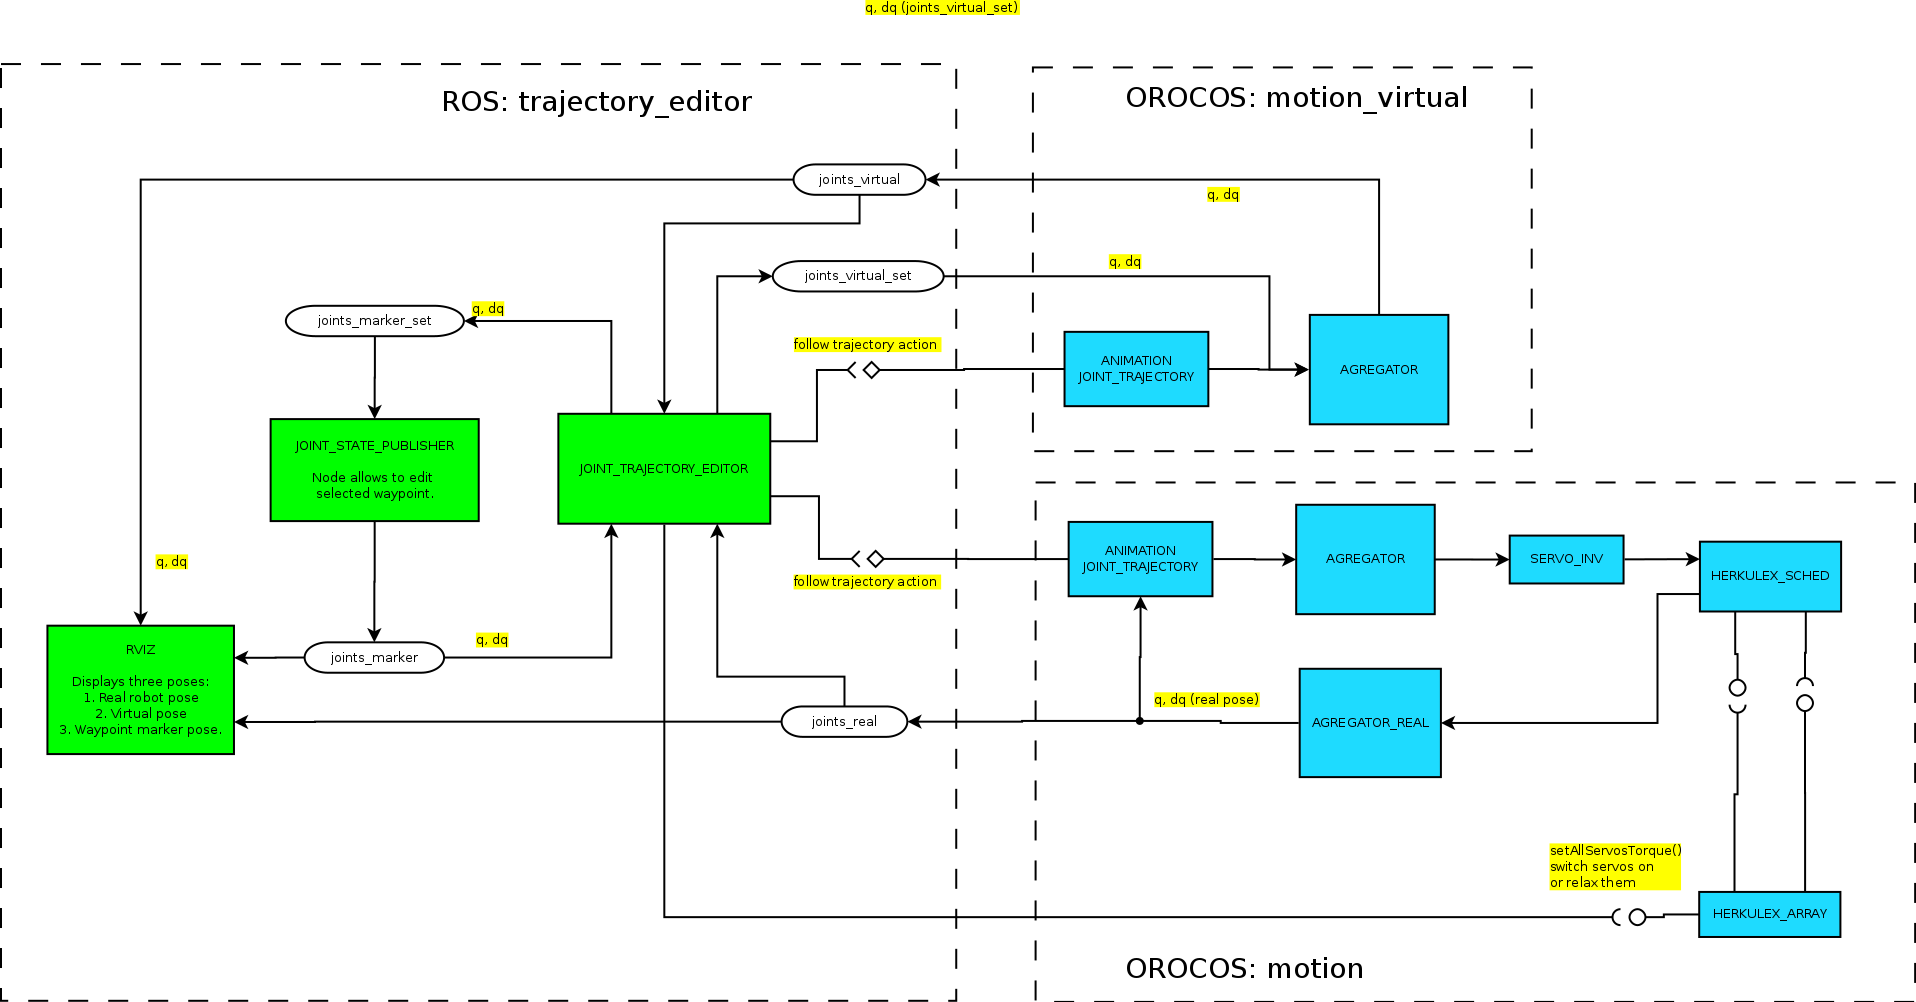 q, dq (joints_virtual_set)
ROS: trajectory_editor
OROCOS: motion_virtual
joints_virtual
q, dq
q, dq
joints_virtual_set
q, dq
joints_marker_set
follow trajectory action
ANIMATION
JOINT_TRAJECTORY
AGREGATOR
JOINT_STATE_PUBLISHER
Node allows to edit
selected waypoint.
JOINT_TRAJECTORY_EDITOR
ANIMATION
JOINT_TRAJECTORY
AGREGATOR
SERVO_INV
HERKULEX_SCHED
q, dq
follow trajectory action
RVIZ
Displays three poses:
1. Real robot pose
2. Virtual pose
3. Waypoint marker pose.
joints_marker
q, dq
q, dq (real pose)
joints_real
AGREGATOR_REAL
setAllServosTorque()
switch servos on
or relax them
HERKULEX_ARRAY
OROCOS: motion